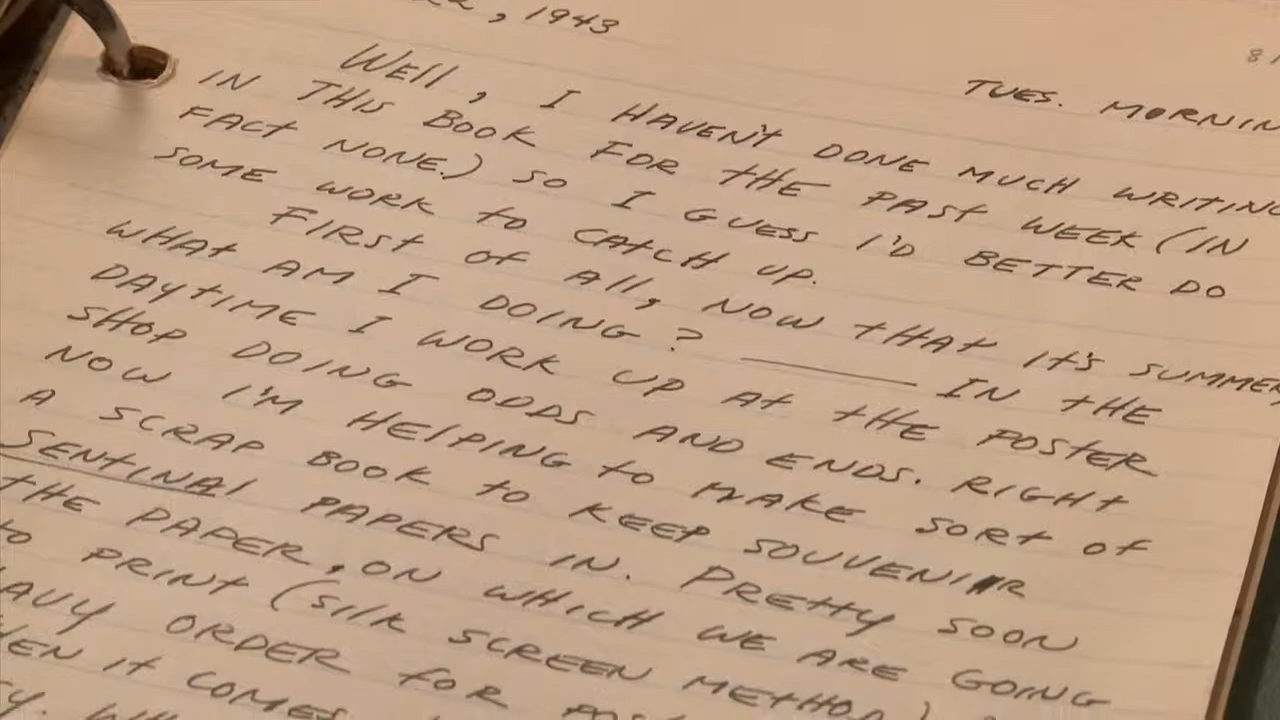 , 1943
TUES. MORNIN
WEll, I HAVEN'T DONE MUCH WRITING
IN THIS BOOK FOR tHE PASt WEEK (IN
FACt NONE.) SO I GUESS I'D BETTER DO
SOME WORK to CAtCH UP.
FIRSt Of All, NOW tHAt It'S SUMMER
WHAt AM I DOING? ——— IN tHE
DAYtIME I WORK UP At tHE POSTER
SHOP DOING ODDS AND ENDS. RIGHt
NOW I'M HElPING to MAKE SORt Of
A SCRAP BOOK to KEEP SOUVENIR
SENtINAl PAPERS IN. PREtty SOON
tHE PAPER, ON WHICH WE ARE GOING
to PRINt (SIlK SCREEN MEtHOD)
AVY ORDER foR
EN It COMES